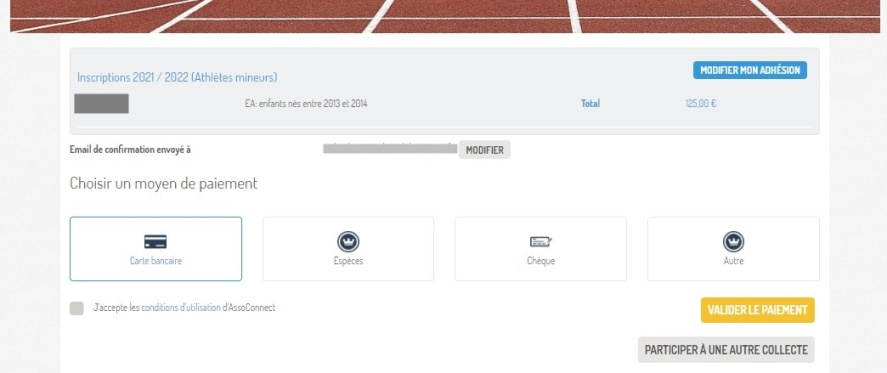 Inscriptions 2021 / 2022 (Athlètes mineurs)
MODIFIER MON ADHÉSION
EA: enfants nés entre 2013 et 2014
Total
125,00 €
Email de confirmation envoyé à
MODIFIER
Choisir un moyen de paiement
Carte bancaire
Espèces
Chèque
Autre
J'accepte les conditions d'utilisation d'AssoConnect
VALIDER LE PAIEMENT
PARTICIPER À UNE AUTRE COLLECTE